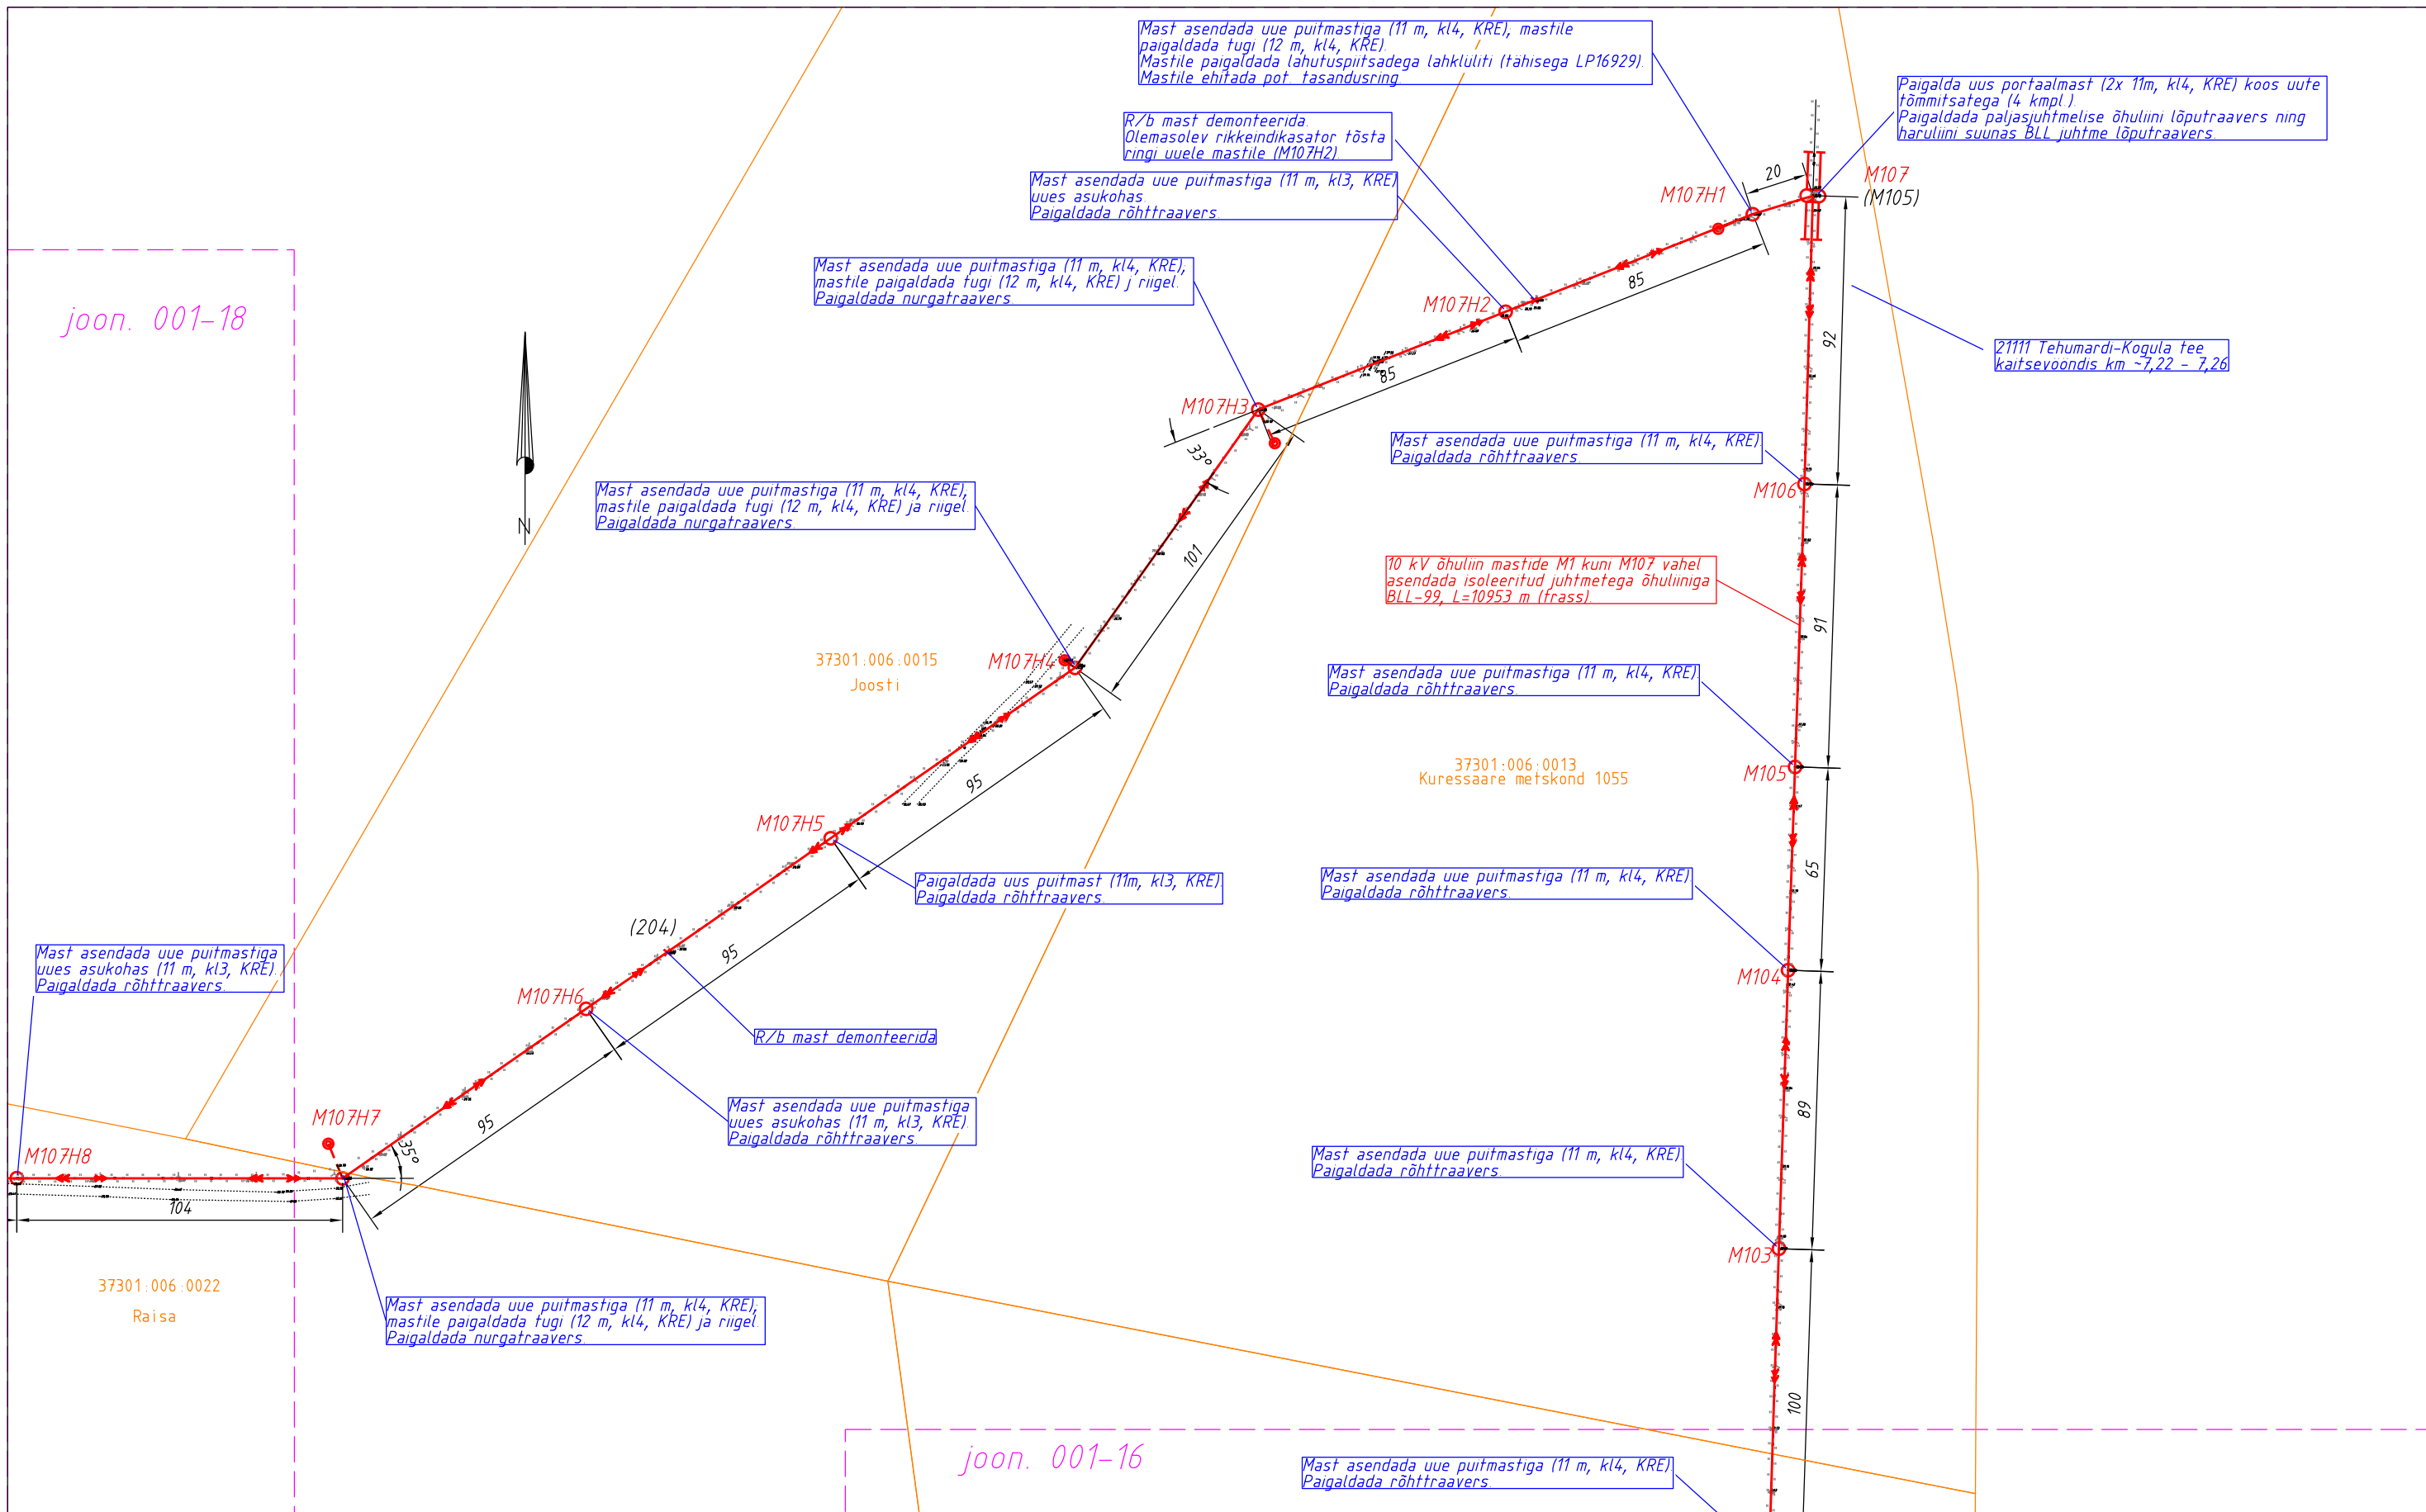 Mast asendada uue puitmastiga (11 m, kl4, KRE), mastile
paigaldada tugi (12 m, kl4, KRE).
Mastile paigaldada lahutuspiitsadega lahklüliti (tähisega LP16929).
Mastile ehitada pot. tasandusring.
Paigalda uus portaalmast (2x 11m, kl4, KRE) koos uute
tõmmitsatega (4 kmpl.).
Paigaldada paljasjuhtmelise õhuliini lõputraavers ning
haruliini suunas BLL juhtme lõputraavers.
R/b mast demonteerida.
Olemasolev rikkeindikasator tõsta
ringi uuele mastile (M107H2).
Mast asendada uue puitmastiga (11 m, kl3, KRE)
uues asukohas.
Paigaldada rõhttraavers.
20
M107
(M105)
M107H1
Mast asendada uue puitmastiga (11 m, kl4, KRE),
mastile paigaldada tugi (12 m, kl4, KRE) j riigel.
Paigaldada nurgatraavers.
85
M107H2
joon. 001-18
92
21111 Tehumardi-Kogula tee
kaitsevööndis km ~7,22 - 7,26
85
M107H3
33°
Mast asendada uue puitmastiga (11 m, kl4, KRE).
Paigaldada rõhttraavers.
M106
Mast asendada uue puitmastiga (11 m, kl4, KRE),
mastile paigaldada tugi (12 m, kl4, KRE) ja riigel.
Paigaldada nurgatraavers.
N
101
10 kV õhuliin mastide M1 kuni M107 vahel
asendada isoleeritud juhtmetega õhuliiniga
BLL-99, L=10953 m (trass).
91
37301:006:0015
Joosti
M107H4
Mast asendada uue puitmastiga (11 m, kl4, KRE).
Paigaldada rõhttraavers.
M105
37301:006:0013
Kuressaare metskond 1055
95
M107H5
65
Paigaldada uus puitmast (11m, kl3, KRE).
Paigaldada rõhttraavers.
Mast asendada uue puitmastiga (11 m, kl4, KRE)
Paigaldada rõhttraavers.
M104
(204)
95
Mast asendada uue puitmastiga
uues asukohas (11 m, kl3, KRE).
Paigaldada rõhttraavers.
M107H6
R/b mast demonteerida
95
89
Mast asendada uue puitmastiga
uues asukohas (11 m, kl3, KRE).
Paigaldada rõhttraavers.
M107H7
35°
M107H8
Mast asendada uue puitmastiga (11 m, kl4, KRE).
Paigaldada rõhttraavers.
104
M103
37301:006:0022
Raisa
Mast asendada uue puitmastiga (11 m, kl4, KRE),
mastile paigaldada tugi (12 m, kl4, KRE) ja riigel.
Paigaldada nurgatraavers.
100
joon. 001-16
Mast asendada uue puitmastiga (11 m, kl4, KRE).
Paigaldada rõhttraavers.